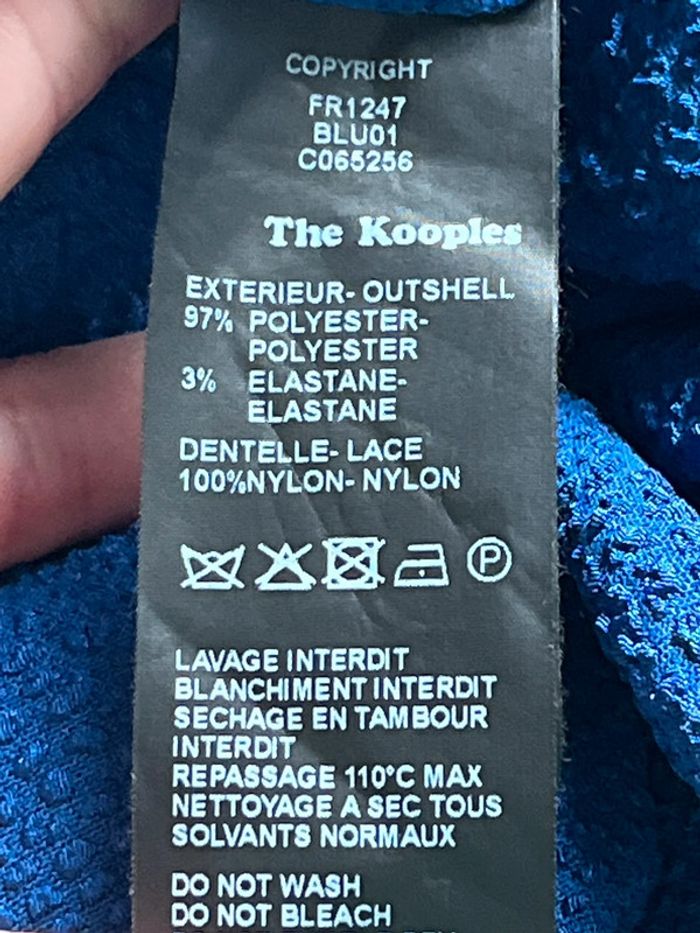 COPYRIGHT
FR1247
BLU01
C065256
The Kooples
EXTERIEUR- OUTSHELL
97% POLYESTER-
POLYESTER
3% ELASTANE-
ELASTANE
DENTELLE- LACE
100%NYLON- NYLON
P
LAVAGE INTERDIT
BLANCHIMENT INTERDIT
SECHAGE EN TAMBOUR
INTERDIT
REPASSAGE 110°C MAX
NETTOYAGE A SEC TOUS
SOLVANTS NORMAUX
DO NOT WASH
DO NOT BLEACH